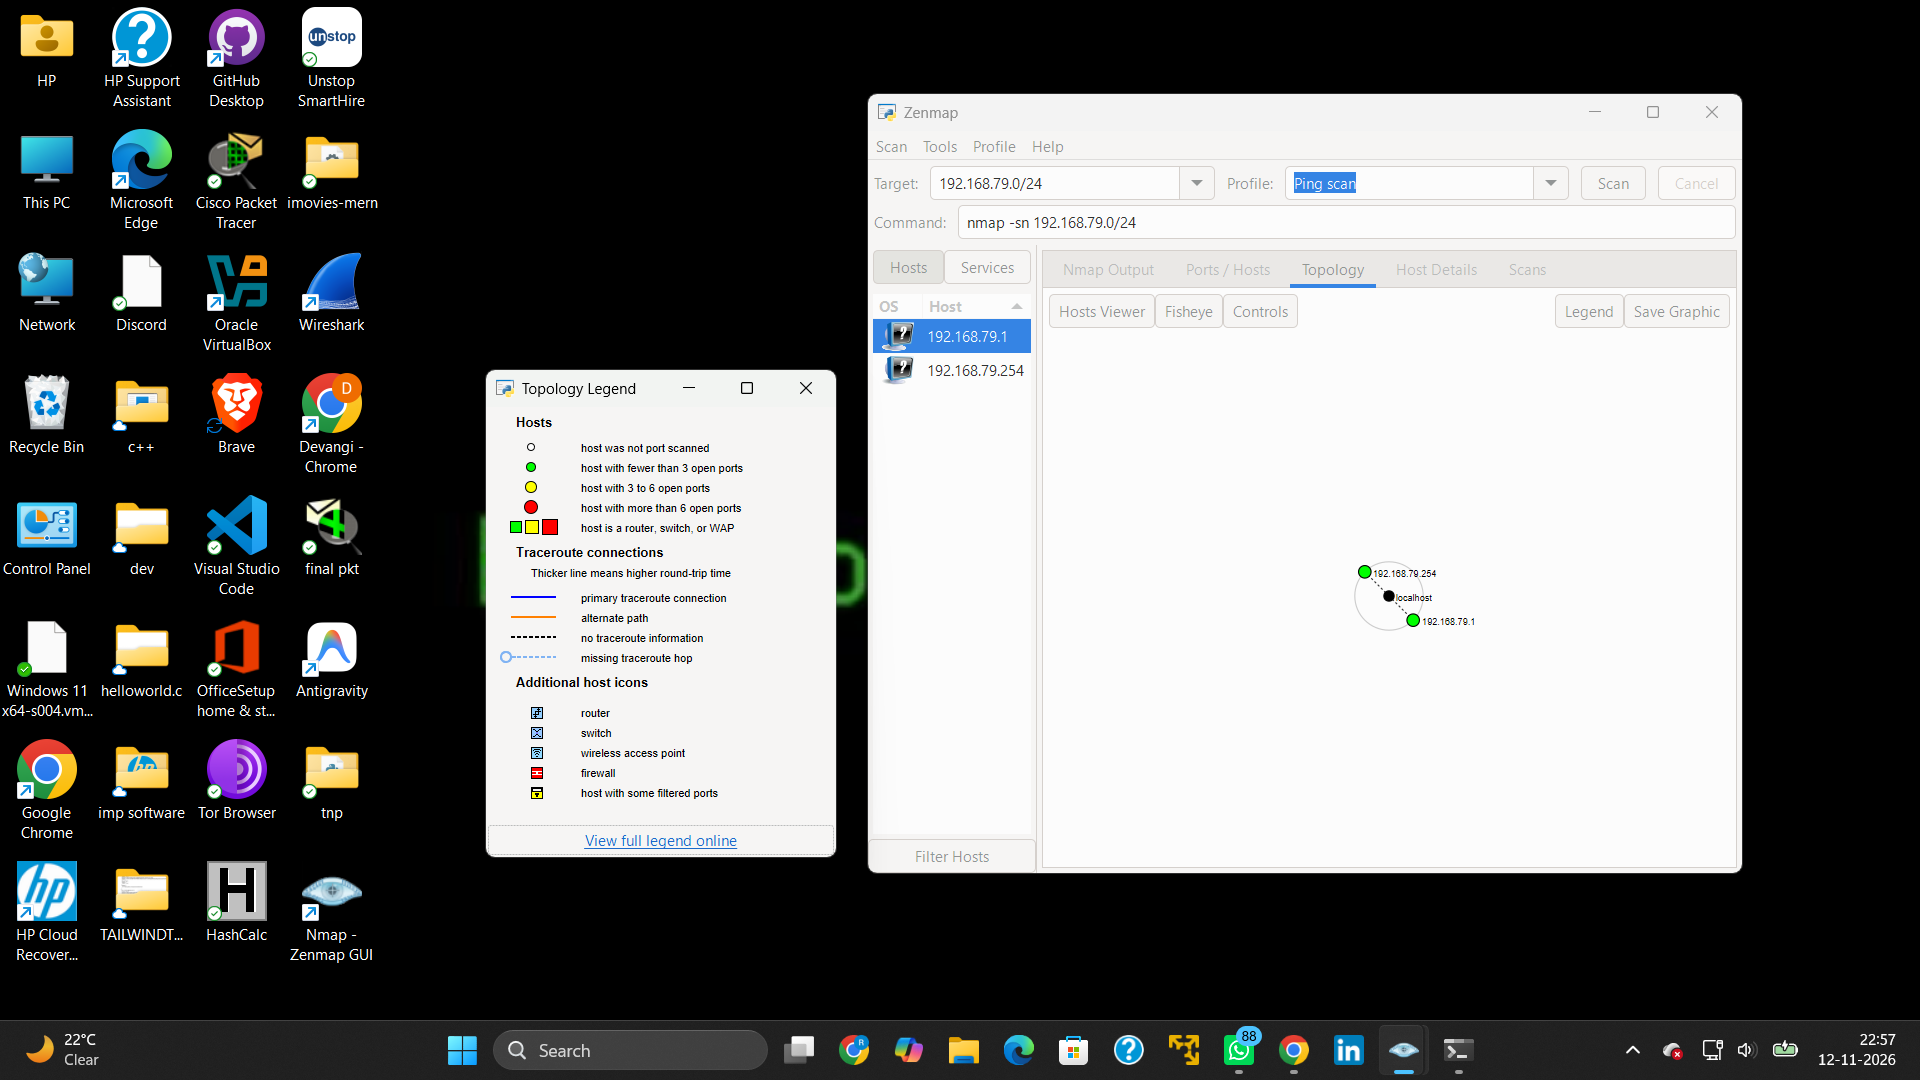 HP
HP Support
Assistant
GitHub
Desktop
unstop
Unstop
SmartHire
This PC
Microsoft
Edge
Cisco Packet
Tracer
imovies-mern
Network
Discord
Oracle
VirtualBox
Wireshark
Recycle Bin
c++
Brave
D
Devangi -
Chrome
Control Panel
dev
Visual Studio
Code
final pkt
Windows 11
x64-s004.vm...
helloworld.c
OfficeSetup
home & st...
Antigravity
Google
Chrome
hp
imp software
Tor Browser
tnp
hp
HP Cloud
Recover...
TAILWINDT...
H
HashCalc
Nmap -
Zenmap GUI
Topology Legend
Hosts
host was not port scanned
host with fewer than 3 open ports
host with 3 to 6 open ports
host with more than 6 open ports
host is a router, switch, or WAP
Traceroute connections
Thicker line means higher round-trip time
primary traceroute connection
alternate path
no traceroute information
missing traceroute hop
Additional host icons
router
switch
wireless access point
firewall
host with some filtered ports
View full legend online
Zenmap
Scan Tools Profile Help
Target: 192.168.79.0/24 Profile: Ping scan Scan Cancel
Command: nmap -sn 192.168.79.0/24
Hosts Services
Nmap Output Ports / Hosts Topology Host Details Scans
OS Host
192.168.79.1
192.168.79.254
Hosts Viewer Fisheye Controls Legend Save Graphic
192.168.79.254
localhost
192.168.79.1
Filter Hosts
22°C
Clear
Search
R
88
in
22:57
12-11-2026